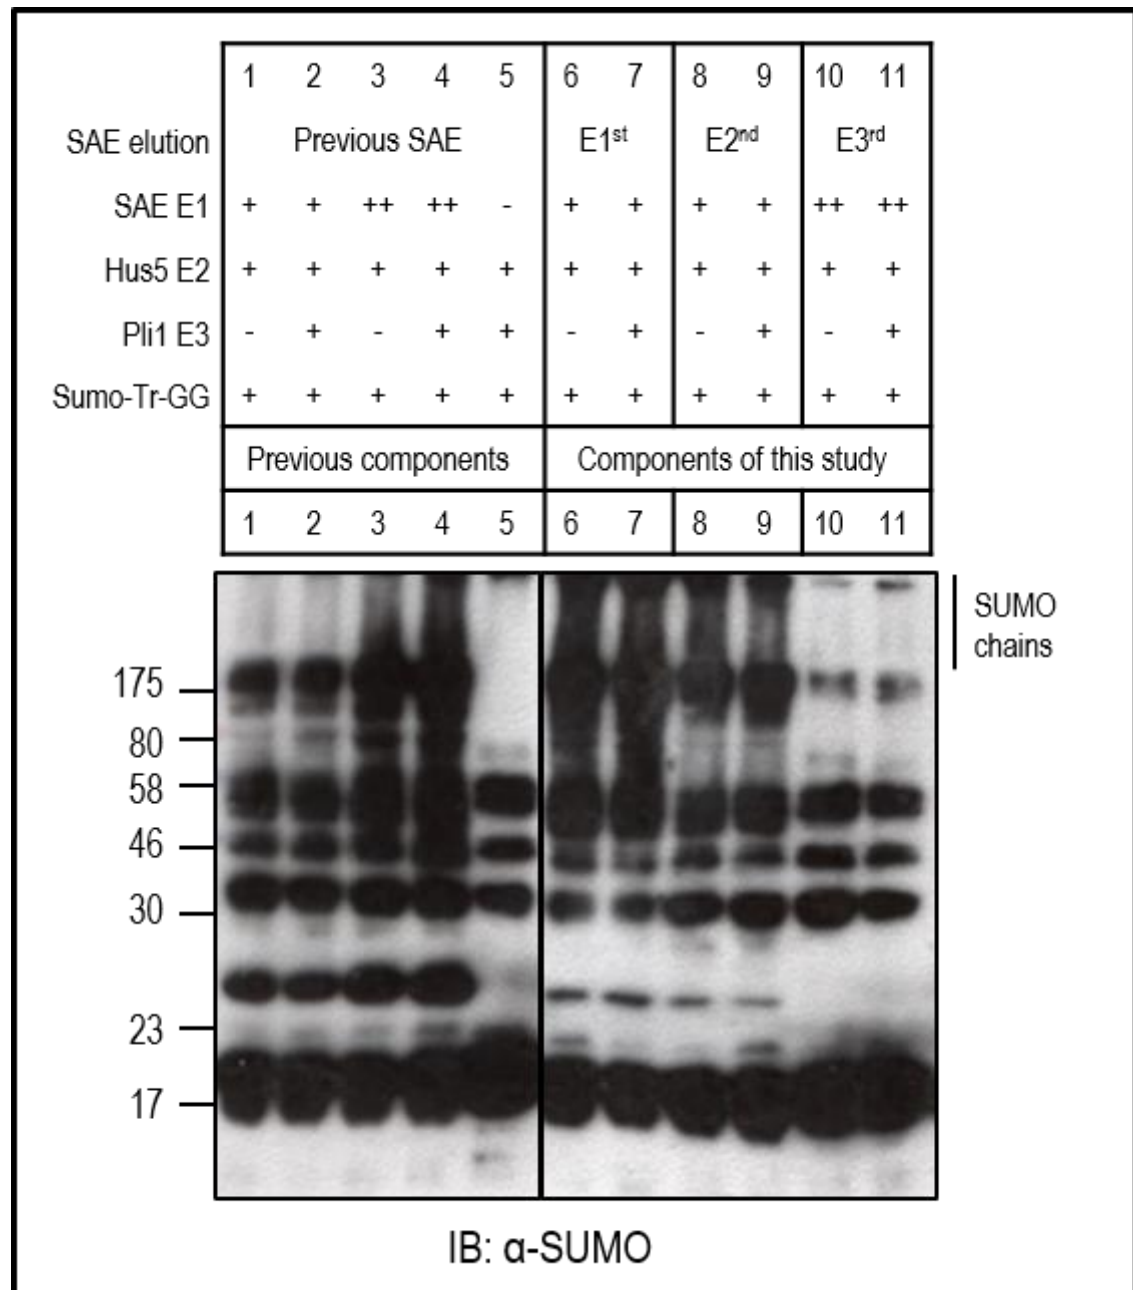 1 2 3 4 5 6 7 8 9 10 11
SAE elution Previous SAE E1st E2nd E3rd
SAE E1 + + ++ ++ - + + + + ++ ++
Hus5 E2 + + + + + + + + + + +
Pli1 E3 - + - + + - + - + - +
Sumo-Tr-GG + + + + + + + + + + +
Previous components Components of this study
1 2 3 4 5 6 7 8 9 10 11
SUMO
chains
175
80
58
46
30
23
17
IB: α-SUMO